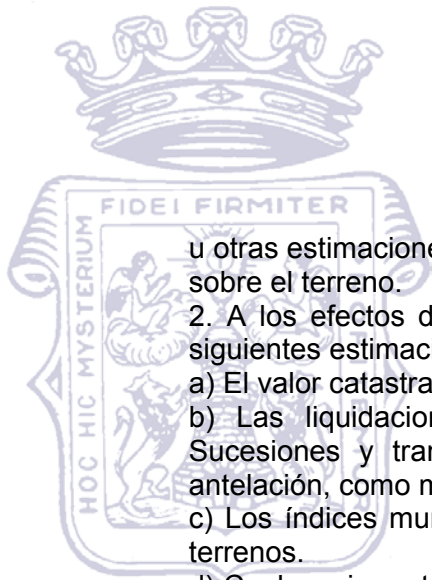 FIDEI FIRMITER
HOC HIC MYSTERIUM
u otras estimacione
sobre el terreno.
2. A los efectos d
siguientes estimac
a) El valor catastra
b) Las liquidacion
Sucesiones y tran
antelación, como m
c) Los índices mun
terrenos.